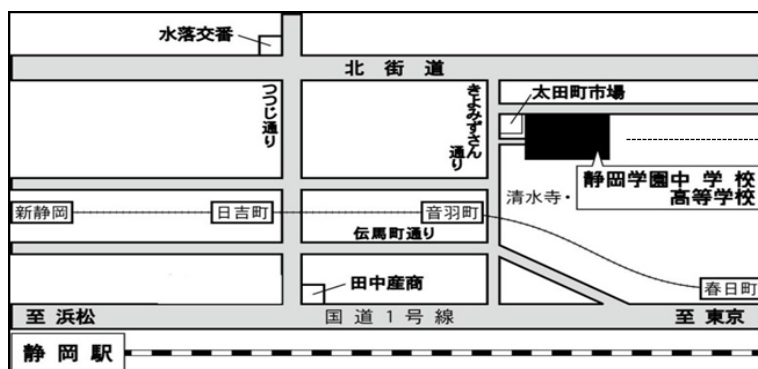 水落交番
北街道
つつじ通り
きよみずさん
通り
太田町市場
静岡学園中学校
高等学校
清水寺・
新静岡
日吉町
音羽町
伝馬町通り
田中産商
春日町
至 浜松
国道1号線
至 東京
静岡駅